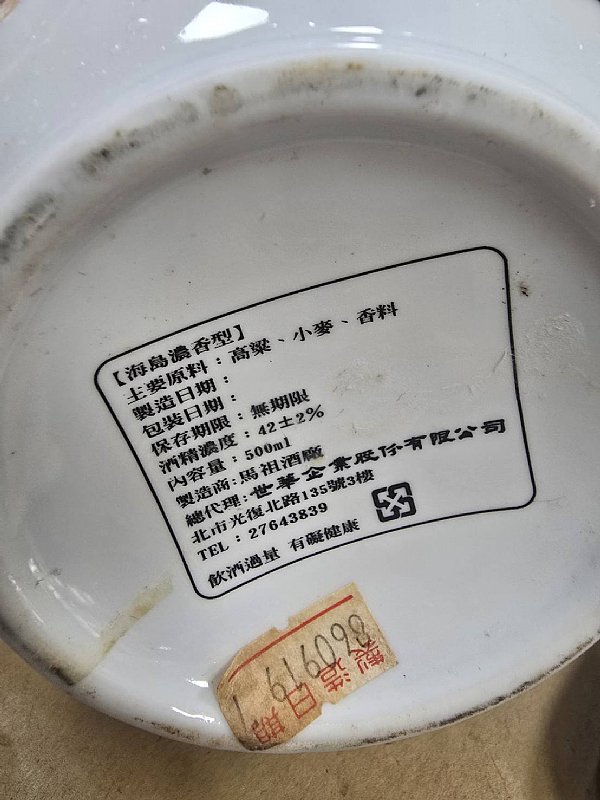 【海島濃香型】
主要原料：高粱、小麥、香料
製造日期：
包裝日期：
保存期限：無期限
酒精濃度：42±2%
內容量：500ml
製造商:馬祖酒廠
總代理:世華企業股份有限公司
北市光復北路135號3樓
TEL：27643839
飲酒過量 有礙健康
製造日期